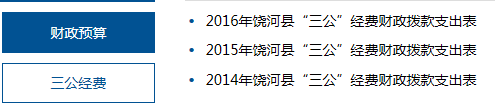 财政预算
三公经费
• 2016年饶河县“三公”经费财政拨款支出表
• 2015年饶河县“三公”经费财政拨款支出表
• 2014年饶河县“三公”经费财政拨款支出表